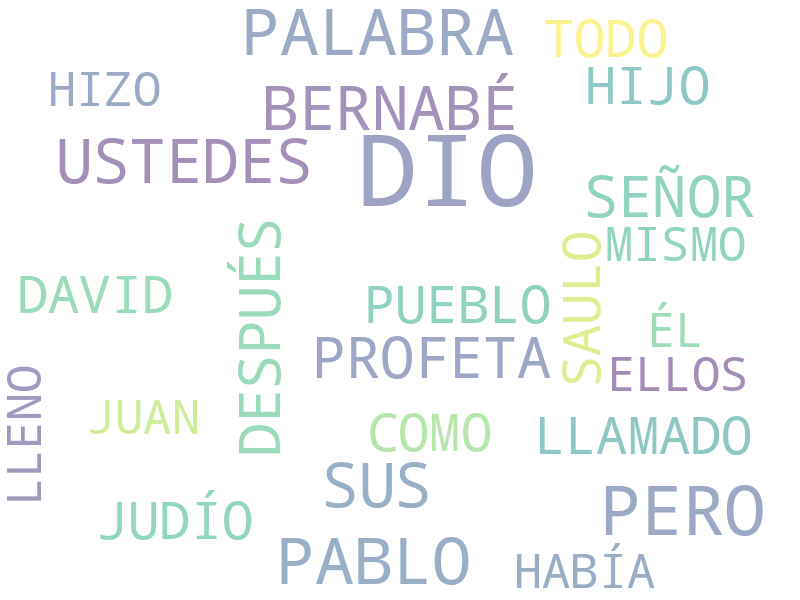 PALABRA
TODO
HIZO
HIJO
BERNABÉ
USTEDES
DIO
SEÑOR
MISMO
SAULO
DESPUÉS
DAVID
PUEBLO
ÉL
PROFETA
ELLOS
LLENO
JUAN
COMO
LLAMADO
SUS
PERO
JUDÍO
PABLO
HABÍA